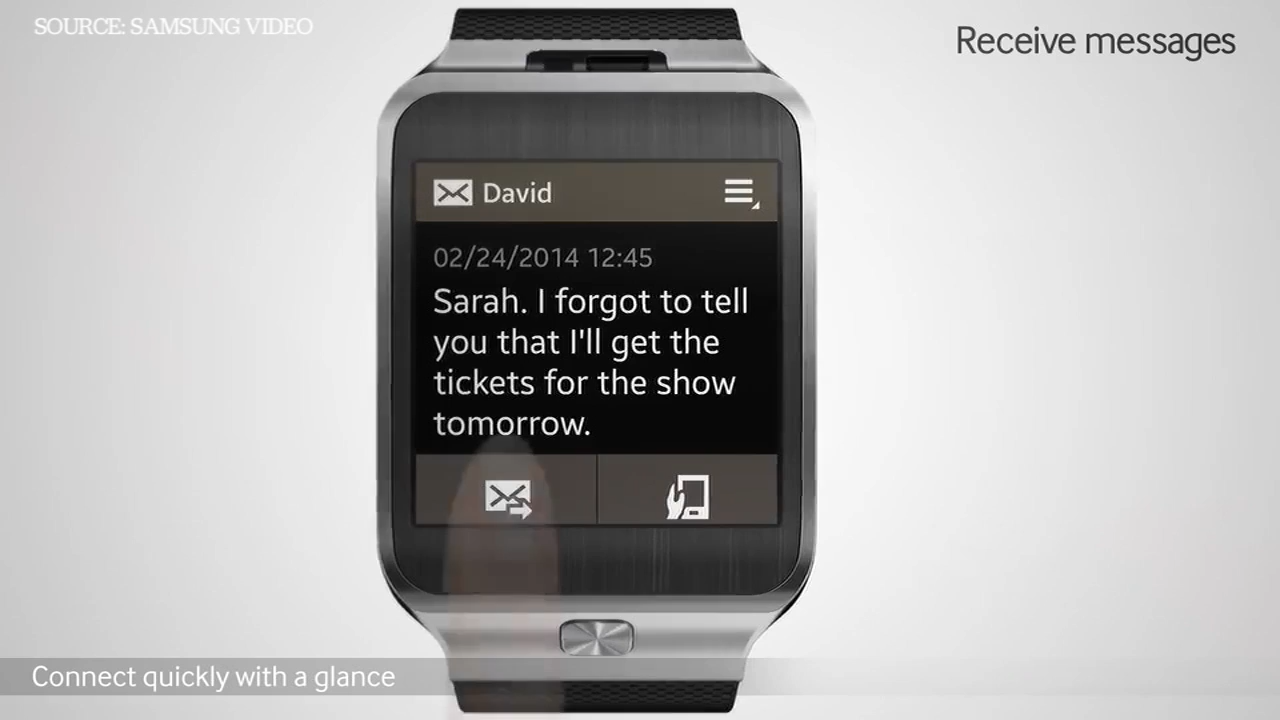 SOURCE: SAMSUNG VIDEO
Receive messages
David
02/24/2014 12:45
Sarah. I forgot to tell
you that I'll get the
tickets for the show
tomorrow.
Connect quickly with a glance